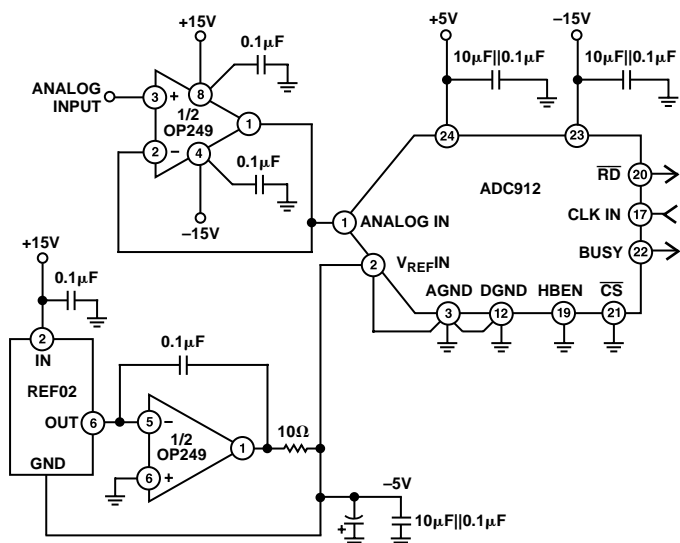 +15V
0.1μF
ANALOG
INPUT
3
+
8
1/2
OP249
1
2
–
4
0.1μF
–15V
+5V
–15V
10μF||0.1μF
10μF||0.1μF
24
23
ADC912
RD
20
CLK IN
17
BUSY
22
1
ANALOG IN
2
VREFIN
AGND
DGND
HBEN
CS
3
12
19
21
+15V
0.1μF
2
IN
REF02
OUT
6
GND
0.1μF
5
–
1/2
OP249
1
6
+
10Ω
–5V
+
10μF||0.1μF